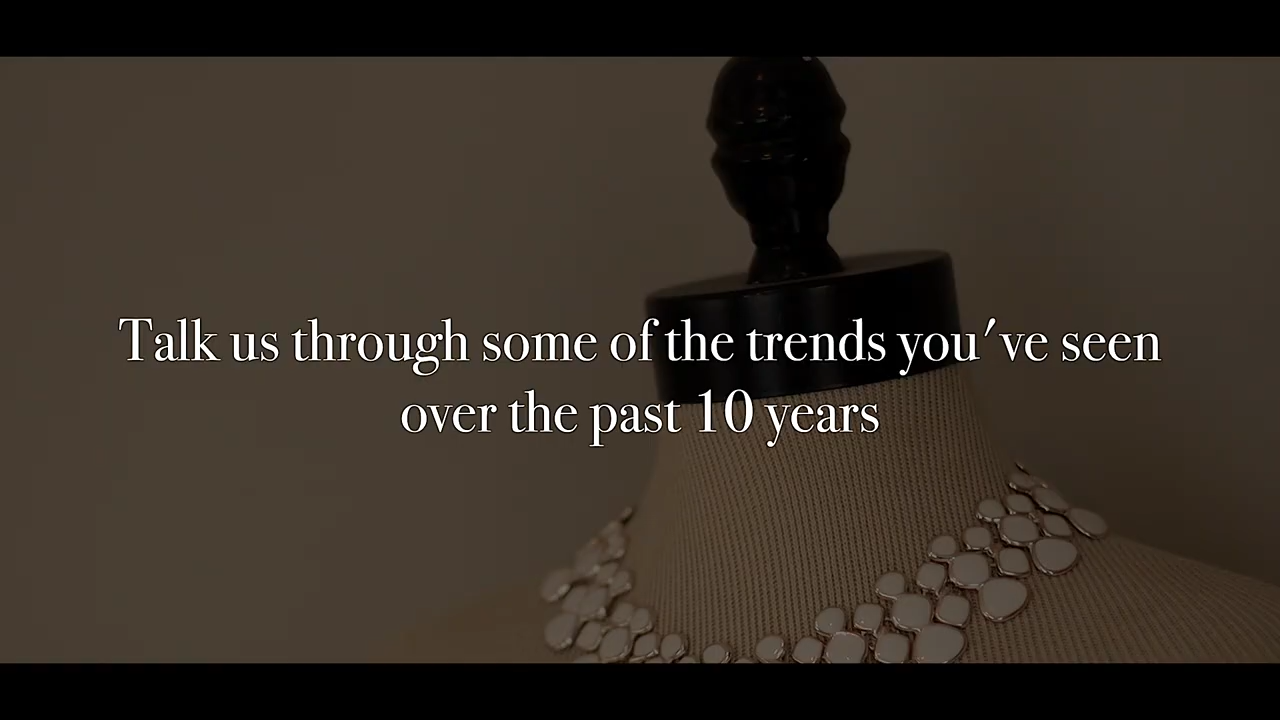 Talk us through some of the trends you've seen
over the past 10 years